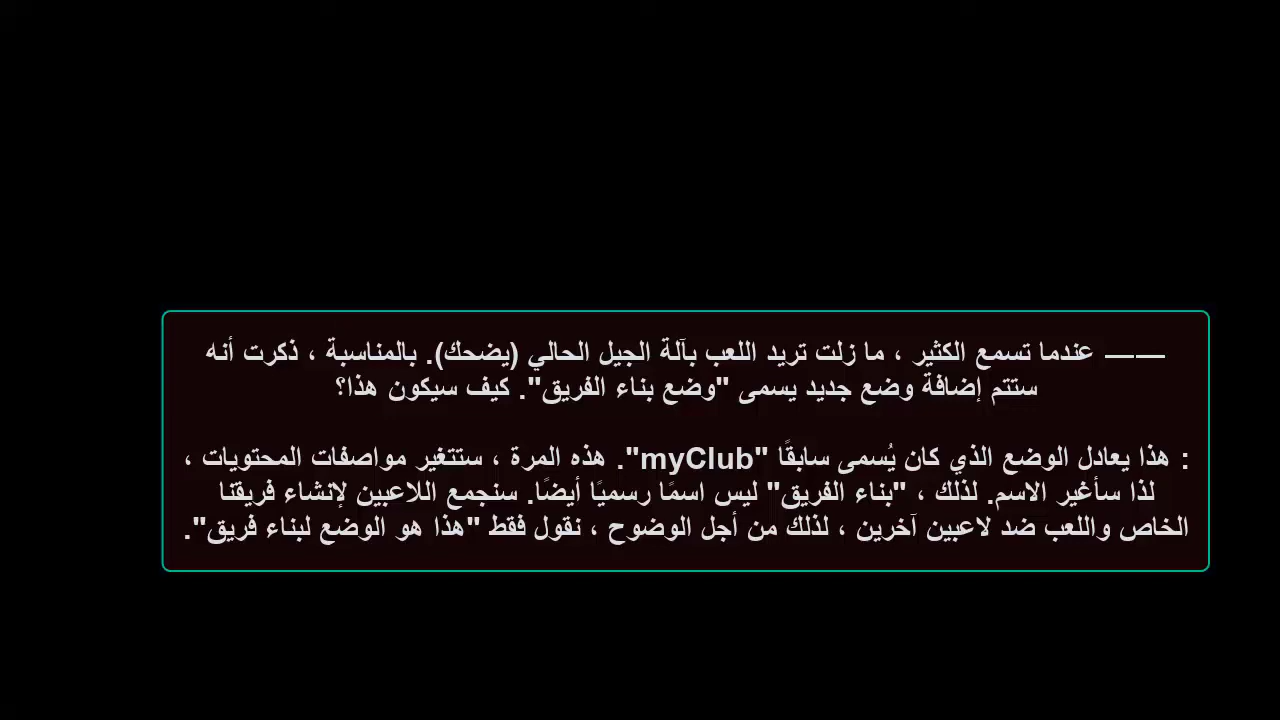 —— عندما تسمع الكثير ، ما زلت تريد اللعب بآلة الجيل الحالي (يضحك). بالمناسبة ، ذكرت أنه
ستتم إضافة وضع جديد يسمى "وضع بناء الفريق". كيف سيكون هذا؟
: هذا يعادل الوضع الذي كان يُسمى سابقًا "myClub". هذه المرة ، ستتغير مواصفات المحتويات ،
لذا سأغير الاسم. لذلك ، "بناء الفريق" ليس اسمًا رسميًا أيضًا. سنجمع اللاعبين لإنشاء فريقنا
الخاص واللعب ضد لاعبين آخرين ، لذلك من أجل الوضوح ، نقول فقط "هذا هو الوضع لبناء فريق".